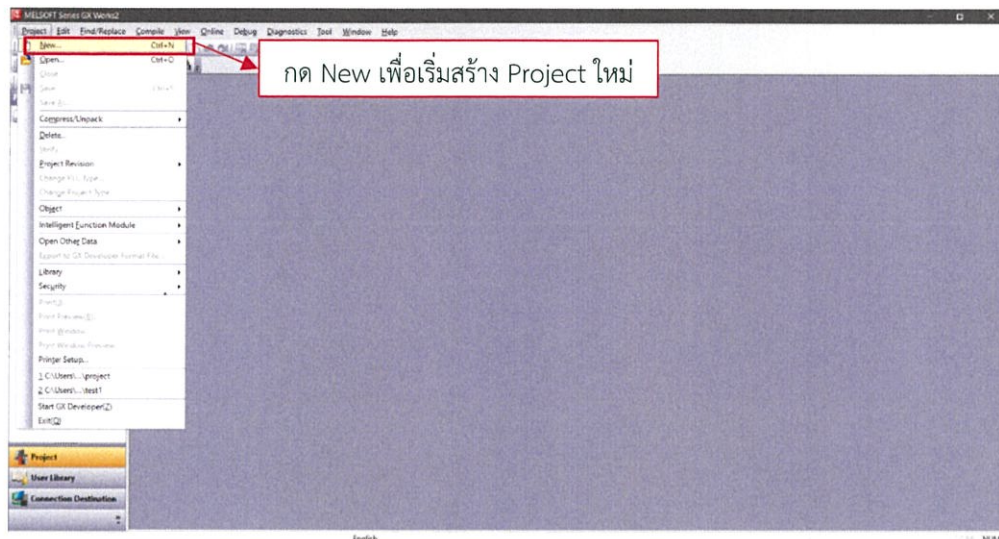 MELSOFT Series GX Works2
Project Edit Find/Replace Compile View Online Debug Diagnostics Tool Window Help
New... Ctrl+N
Open... Ctrl+O
Close
Save Ctrl+S
Save As...
Compress/Unpack
Delete...
Verify...
Project Revision
Change PLC Type...
Change Project Type...
Object
Intelligent Function Module
Open Other Data
Export to GX Developer Format File...
Library
Security
Print Preview
Print Window...
Print Window Preview...
Printer Setup...
1 C:\Users\...\project
2 C:\Users\...\test1
Start GX Developer(Z)
Exit(Q)
กด New เพื่อเริ่มสร้าง Project ใหม่
Project
User Library
Connection Destination
English
NUM